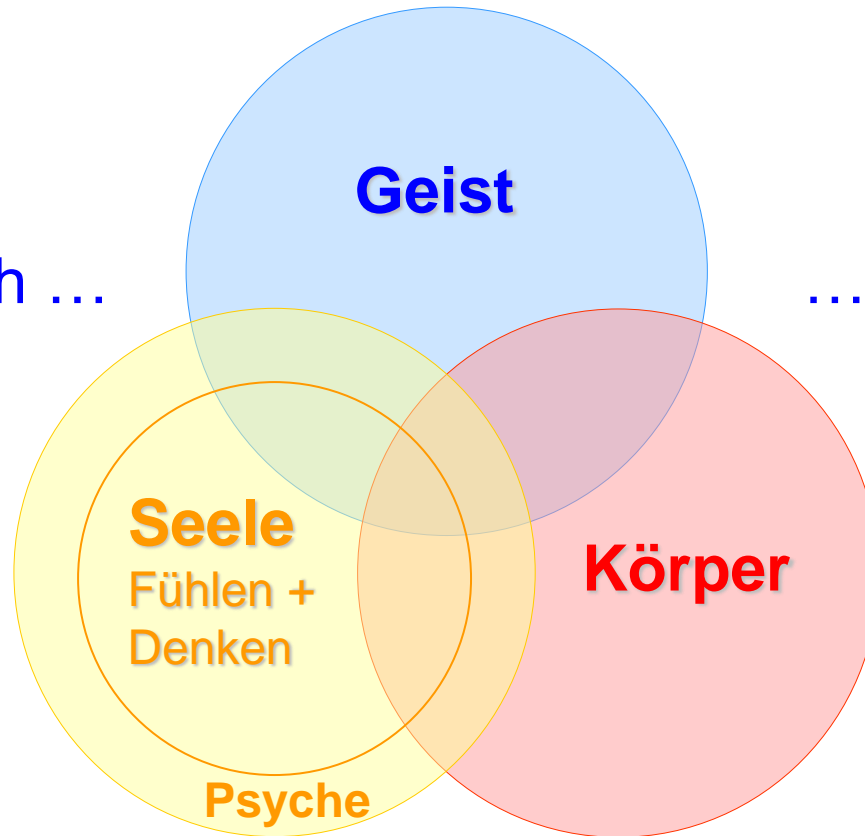 Geist
h … …
Seele
Fühlen +
Denken
Körper
Psyche